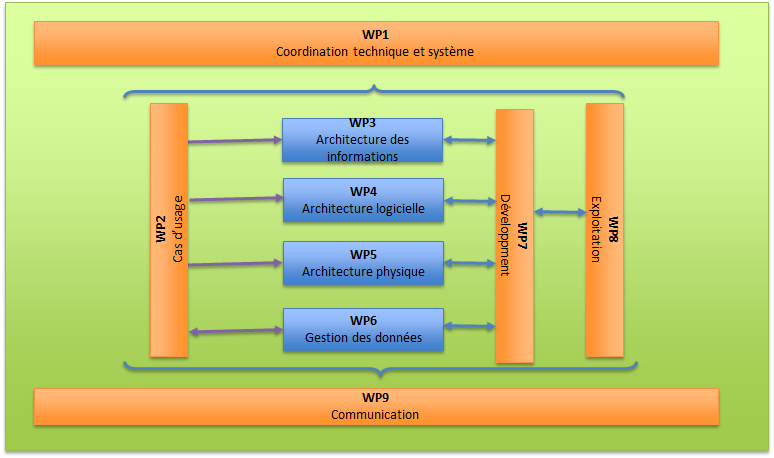 WP1
Coordination technique et système
WP2
Cas d'usage
WP3
Architecture des
informations
WP4
Architecture logicielle
WP5
Architecture physique
WP6
Gestion des données
WP7
Développment
WP8
Exploitation
WP9
Communication